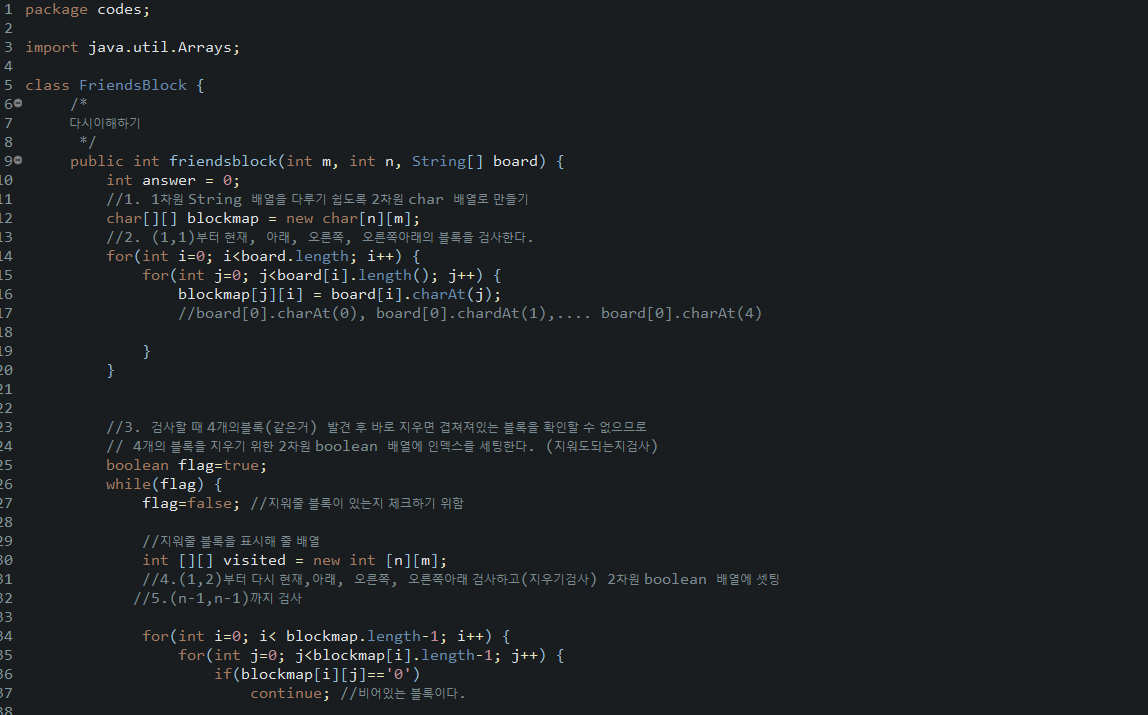 1 package codes;
2
3 import java.util.Arrays;
4
5 class FriendsBlock {
6 /*
7 다시이해하기
8 */
9 public int friendsblock(int m, int n, String[] board) {
10 int answer = 0;
11 //1. 1차원 String 배열을 다루기 쉽도록 2차원 char 배열로 만들기
12 char[][] blockmap = new char[n][m];
13 //2. (1,1)부터 현재, 아래, 오른쪽, 오른쪽아래의 블록을 검사한다.
14 for(int i=0; i<board.length; i++) {
15 for(int j=0; j<board[i].length(); j++) {
16 blockmap[j][i] = board[i].charAt(j);
17 //board[0].charAt(0), board[0].chardAt(1),.... board[0].charAt(4)
18
19 }
20 }
21
22
23 //3. 검사할 때 4개의블록(같은거) 발견 후 바로 지우면 겹쳐져있는 블록을 확인할 수 없으므로
24 // 4개의 블록을 지우기 위한 2차원 boolean 배열에 인덱스를 세팅한다. (지워도되는지검사)
25 boolean flag=true;
26 while(flag) {
27 flag=false; //지워줄 블록이 있는지 체크하기 위함
28
29 //지워줄 블록을 표시해 줄 배열
30 int [][] visited = new int [n][m];
31 //4.(1,2)부터 다시 현재,아래, 오른쪽, 오른쪽아래 검사하고(지우기검사) 2차원 boolean 배열에 셋팅
32 //5.(n-1,n-1)까지 검사
33
34 for(int i=0; i< blockmap.length-1; i++) {
35 for(int j=0; j<blockmap[i].length-1; j++) {
36 if(blockmap[i][j]=='0')
37 continue; //비어있는 블록이다.
38